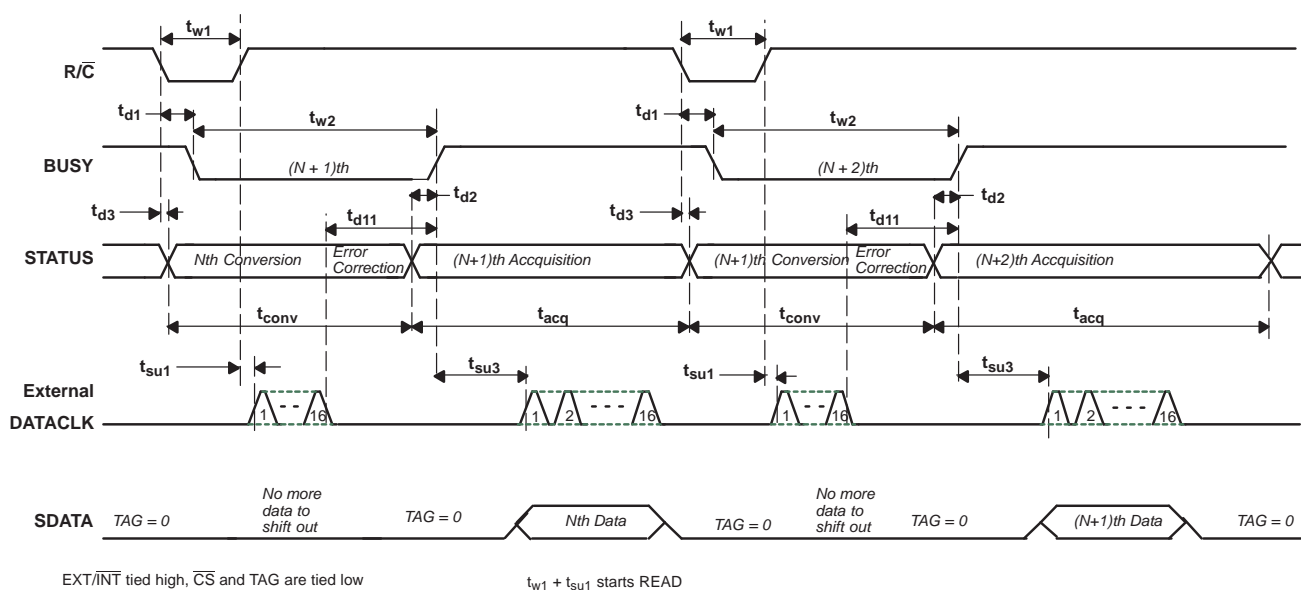 tw1 tw1
R/C
td1 td1
tw2 tw2
BUSY (N + 1)th (N + 2)th
td2 td2
td3 td3
td11 td11
STATUS Nth Conversion Error Correction (N+1)th Accquisition (N+1)th Conversion Error Correction (N+2)th Accquisition
tconv tacq tconv tacq
tsu1 tsu3 tsu1 tsu3
External
DATACLK 1 - - 16 1 2 - - - 16 1 - - 16 1 2 - - - 16
SDATA TAG = 0 No more data to shift out TAG = 0 Nth Data TAG = 0 No more data to shift out TAG = 0 (N+1)th Data TAG = 0
EXT/INT tied high, CS and TAG are tied low tw1 + tsu1 starts READ